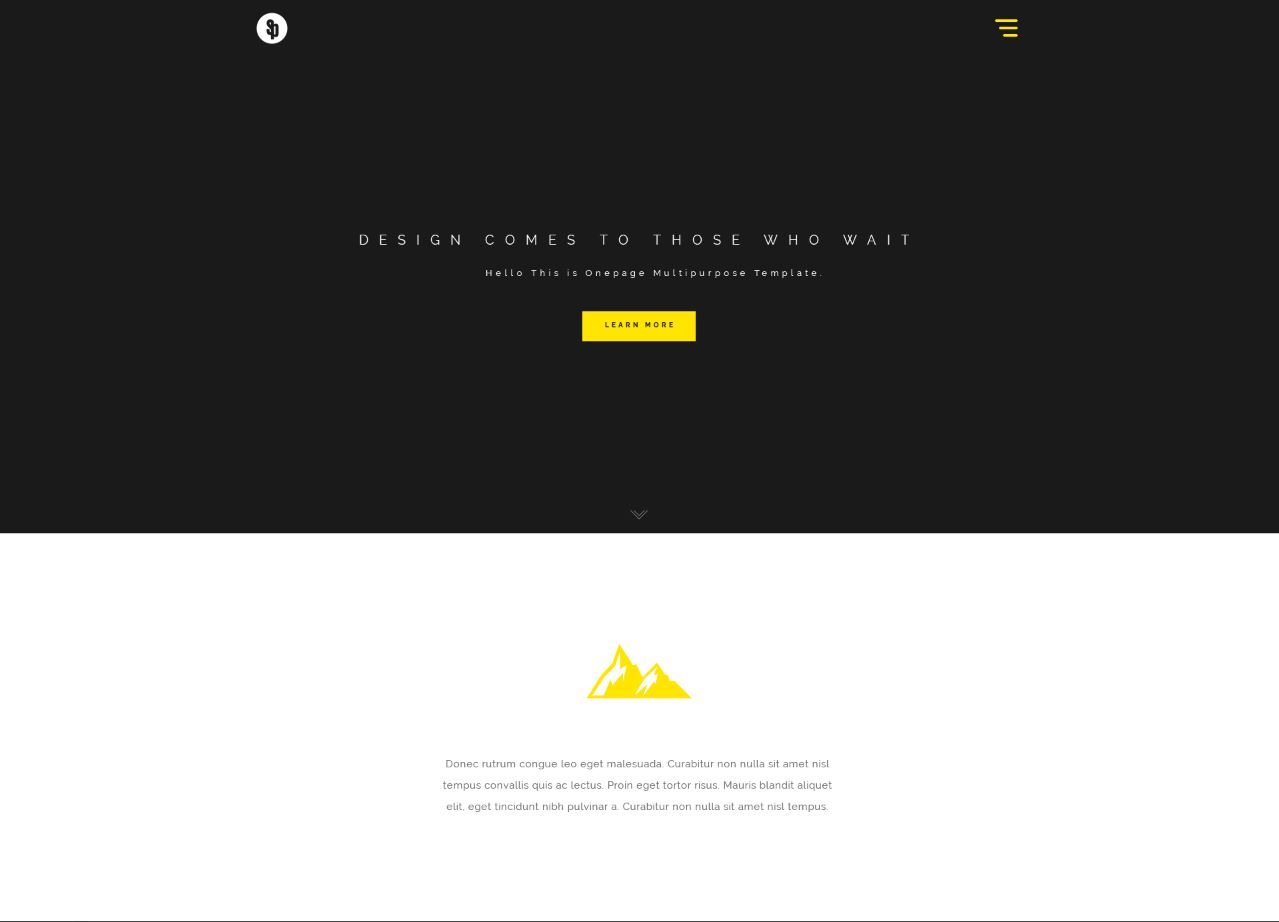 SP
DESIGN COMES TO THOSE WHO WAIT
Hello This is Onepage Multipurpose Template.
LEARN MORE
Donec rutrum congue leo eget malesuada. Curabitur non nulla sit amet nisl
tempus convallis quis ac lectus. Proin eget tortor risus. Mauris blandit aliquet
elit, eget tincidunt nibh pulvinar a. Curabitur non nulla sit amet nisl tempus.